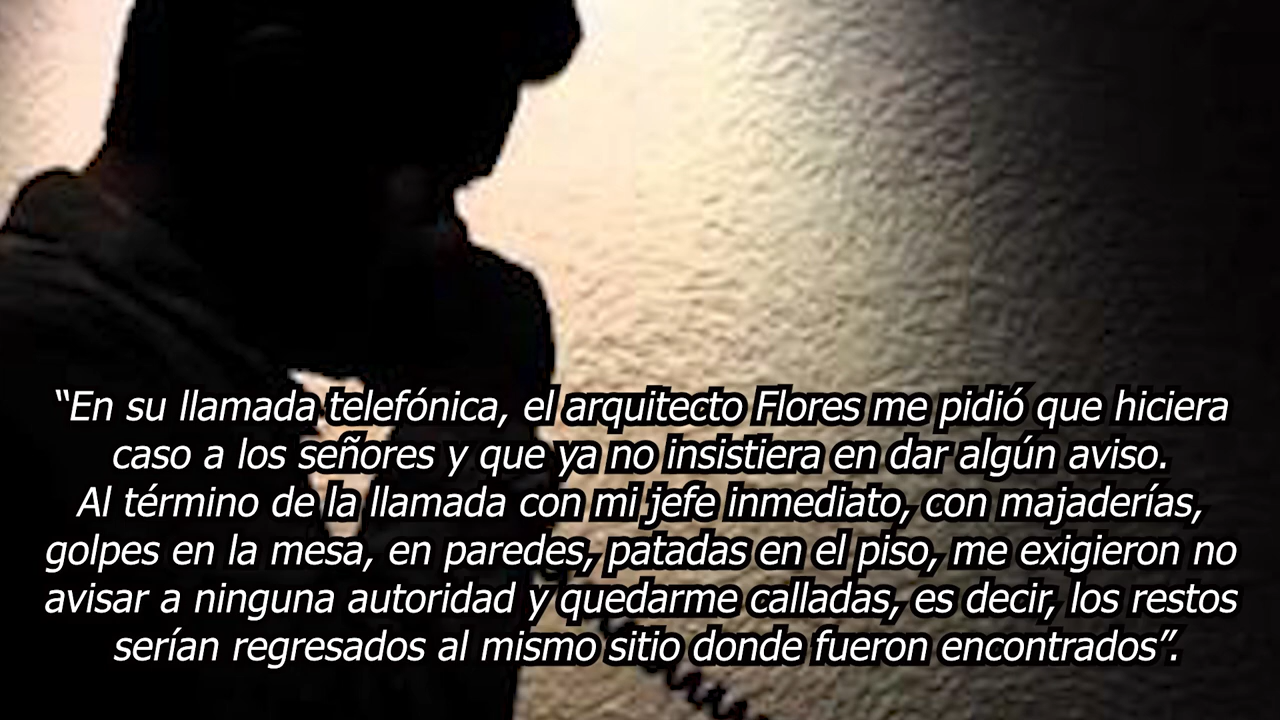 “En su llamada telefónica, el arquitecto Flores me pidió que hiciera
caso a los señores y que ya no insistiera en dar algún aviso.
Al término de la llamada con mi jefe inmediato, con majaderías,
golpes en la mesa, en paredes, patadas en el piso, me exigieron no
avisar a ninguna autoridad y quedarme calladas, es decir, los restos
serían regresados al mismo sitio donde fueron encontrados”.